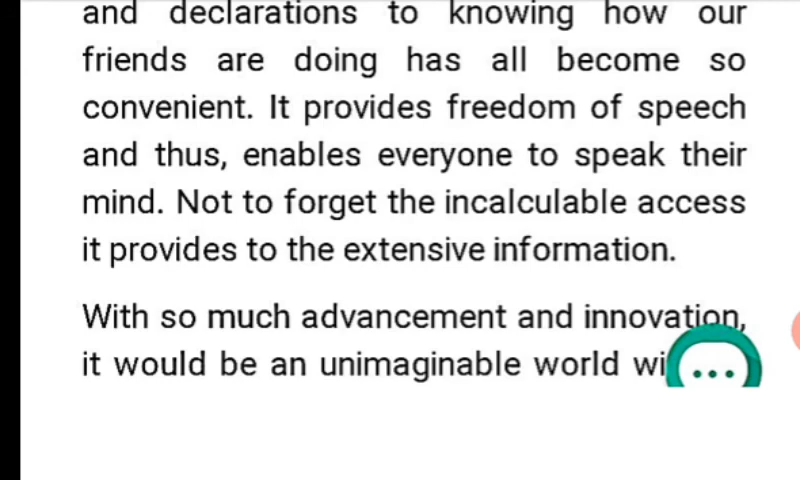 and declarations to knowing how our
friends are doing has all become so
convenient. It provides freedom of speech
and thus, enables everyone to speak their
mind. Not to forget the incalculable access
it provides to the extensive information.
With so much advancement and innovation,
it would be an unimaginable world